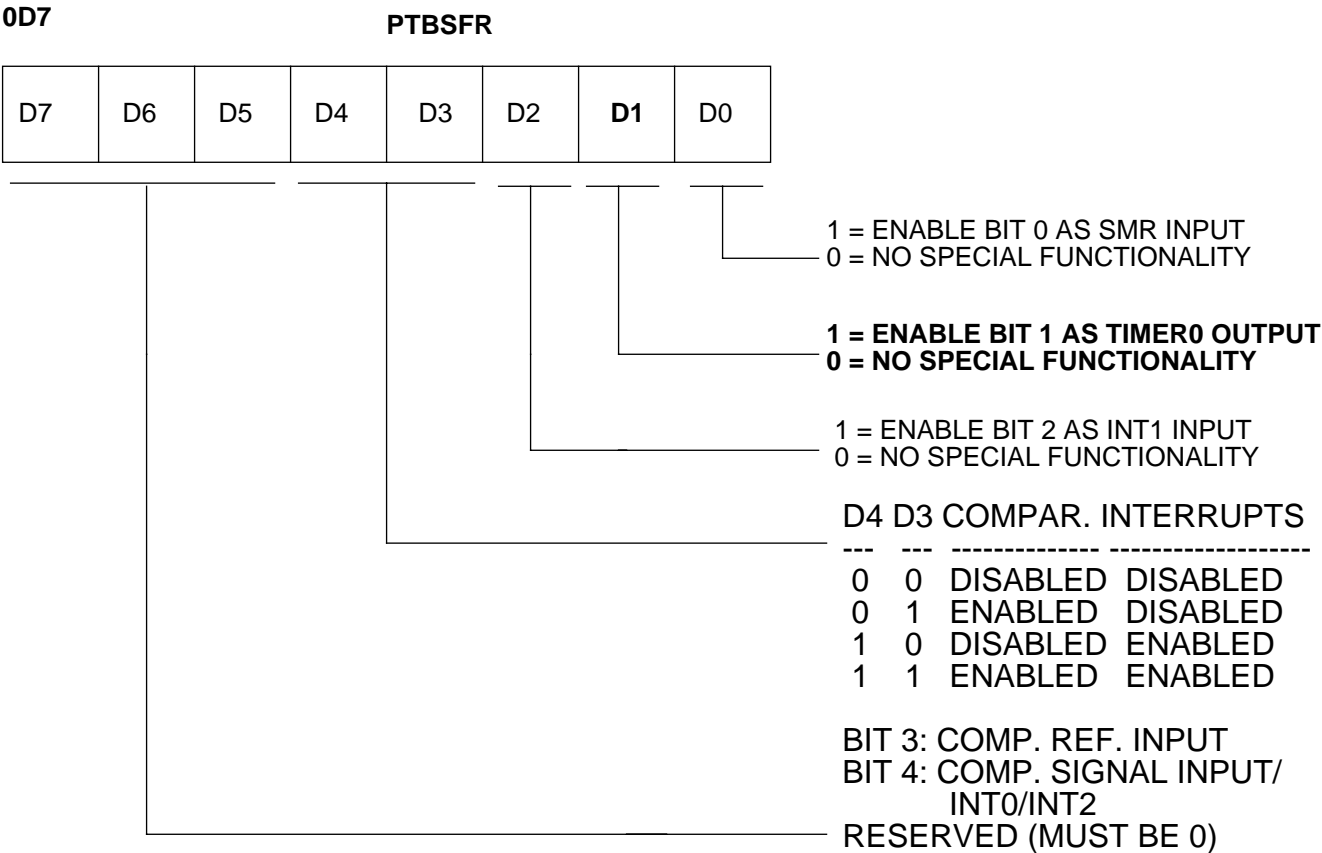 0D7
PTBSFR
D7 D6 D5 D4 D3 D2 D1 D0
1 = ENABLE BIT 0 AS SMR INPUT
0 = NO SPECIAL FUNCTIONALITY
1 = ENABLE BIT 1 AS TIMER0 OUTPUT
0 = NO SPECIAL FUNCTIONALITY
1 = ENABLE BIT 2 AS INT1 INPUT
0 = NO SPECIAL FUNCTIONALITY
D4 D3 COMPAR. INTERRUPTS
--- --- -------------- -------------------
0 0 DISABLED DISABLED
0 1 ENABLED DISABLED
1 0 DISABLED ENABLED
1 1 ENABLED ENABLED
BIT 3: COMP. REF. INPUT
BIT 4: COMP. SIGNAL INPUT/
INT0/INT2
RESERVED (MUST BE 0)